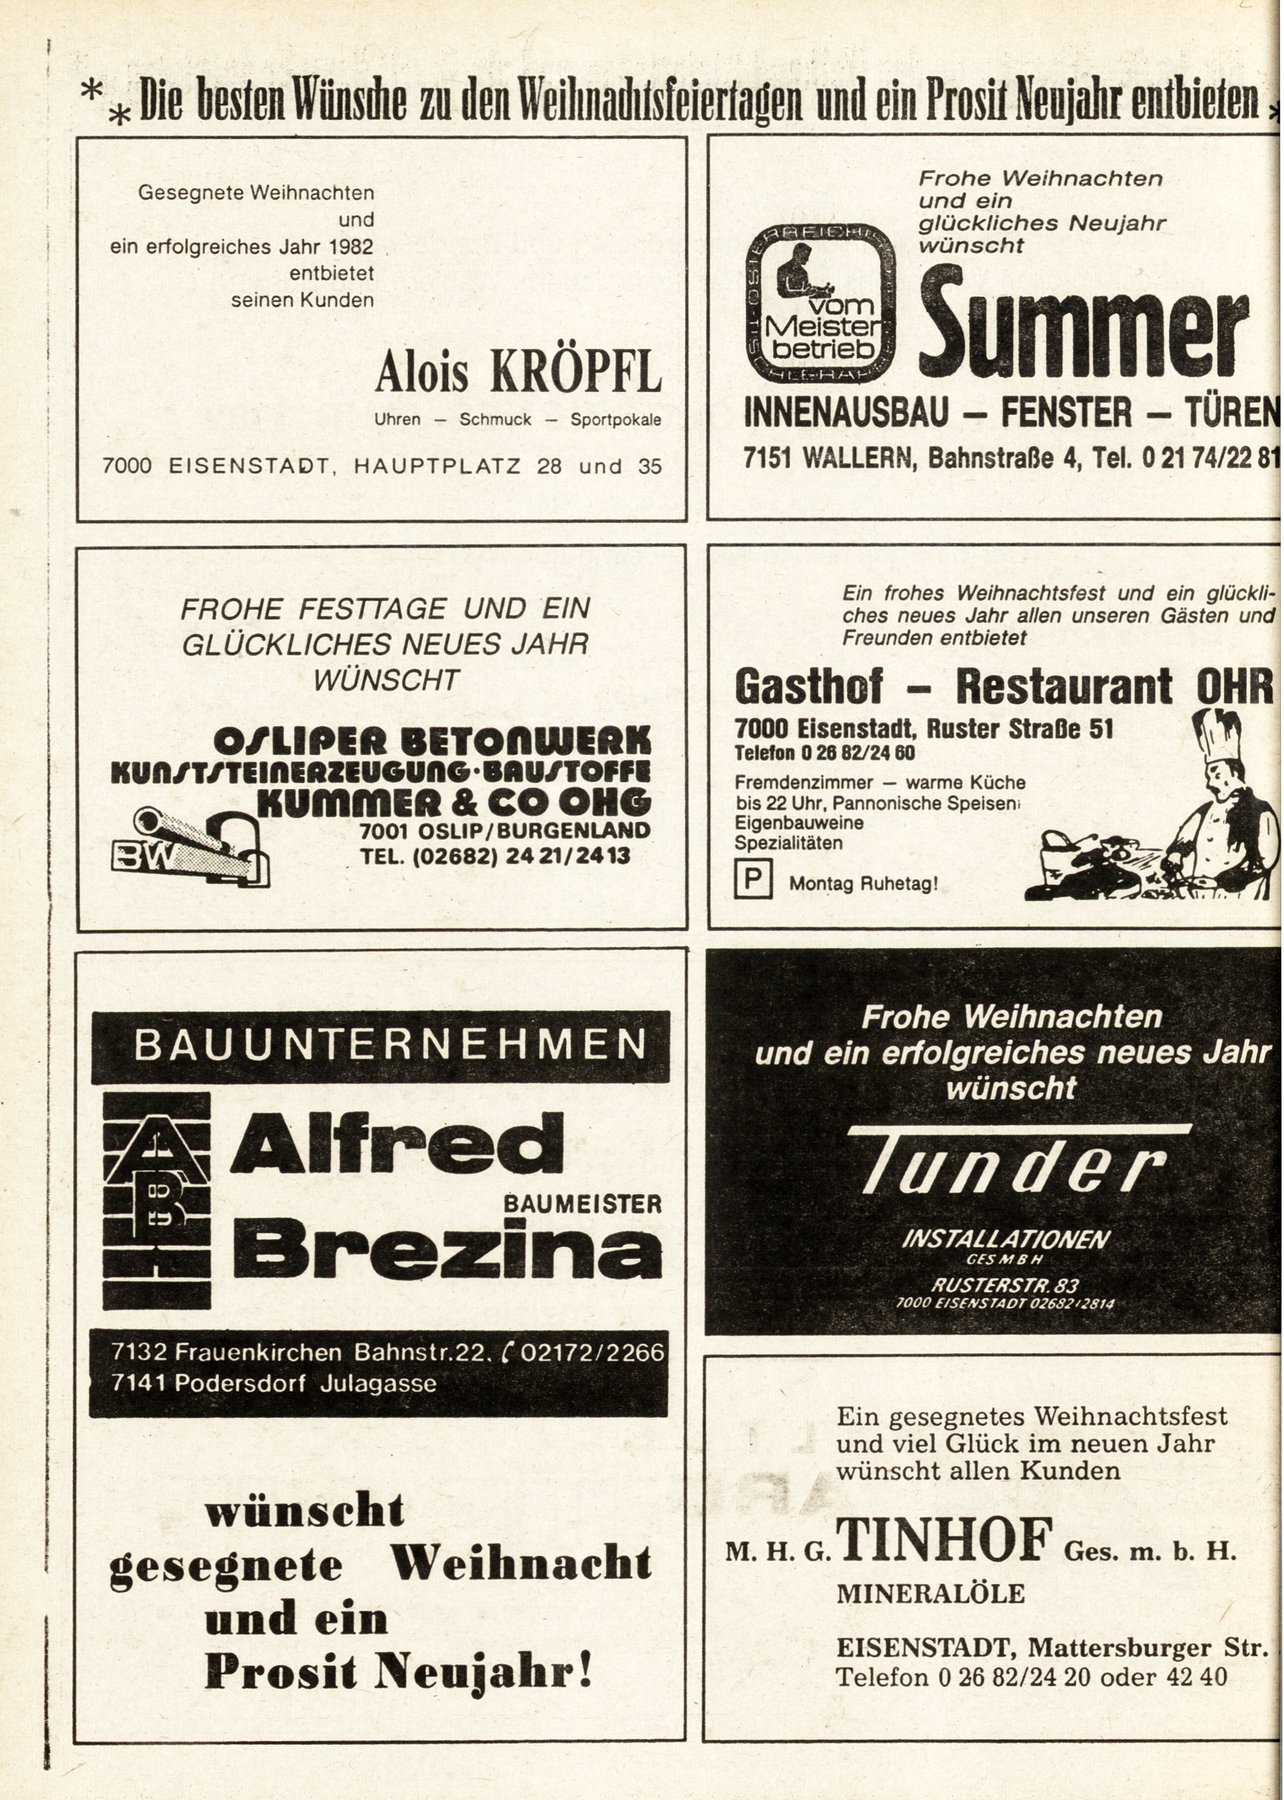 * * Die besten Wünsche zu den Weihnachtsfeiertagen und ein Prosit Neujahr entbieten *
Gesegnete Weihnachten
und
ein erfolgreiches Jahr 1982
entbietet
seinen Kunden
Alois KRÖPFL
Uhren – Schmuck – Sportpokale
7000 EISENSTADT, HAUPTPLATZ 28 und 35
Frohe Weihnachten
und ein
glückliches Neujahr
wünscht
vom
Meister
betrieb
Summer
INNENAUSBAU – FENSTER – TÜREN
7151 WALLERN, Bahnstraße 4, Tel. 0 21 74/22 81
FROHE FESTTAGE UND EIN
GLÜCKLICHES NEUES JAHR
WÜNSCHT
OSLIPER BETONWERK
KUNSTSTEINERZEUGUNG·BAUSTOFFE
KUMMER & CO OHG
7001 OSLIP/BURGENLAND
TEL. (02682) 24 21/24 13
BW
Ein frohes Weihnachtsfest und ein glückli-
ches neues Jahr allen unseren Gästen und
Freunden entbietet
Gasthof – Restaurant OHR
7000 Eisenstadt, Ruster Straße 51
Telefon 0 26 82/24 60
Fremdenzimmer – warme Küche
bis 22 Uhr, Pannonische Speisen
Eigenbauweine
Spezialitäten
P Montag Ruhetag!
BAUUNTERNEHMEN
ABH
Alfred
BAUMEISTER
Brezina
7132 Frauenkirchen Bahnstr.22. 02172/2266
7141 Podersdorf Julagasse
wünscht
gesegnete Weihnacht
und ein
Prosit Neujahr!
Frohe Weihnachten
und ein erfolgreiches neues Jahr
wünscht
Tunder
INSTALLATIONEN
GES M B H
RUSTERSTR. 83
7000 EISENSTADT 02682/2814
Ein gesegnetes Weihnachtsfest
und viel Glück im neuen Jahr
wünscht allen Kunden
M. H. G. TINHOF Ges. m. b. H.
MINERALÖLE
EISENSTADT, Mattersburger Str.
Telefon 0 26 82/24 20 oder 42 40